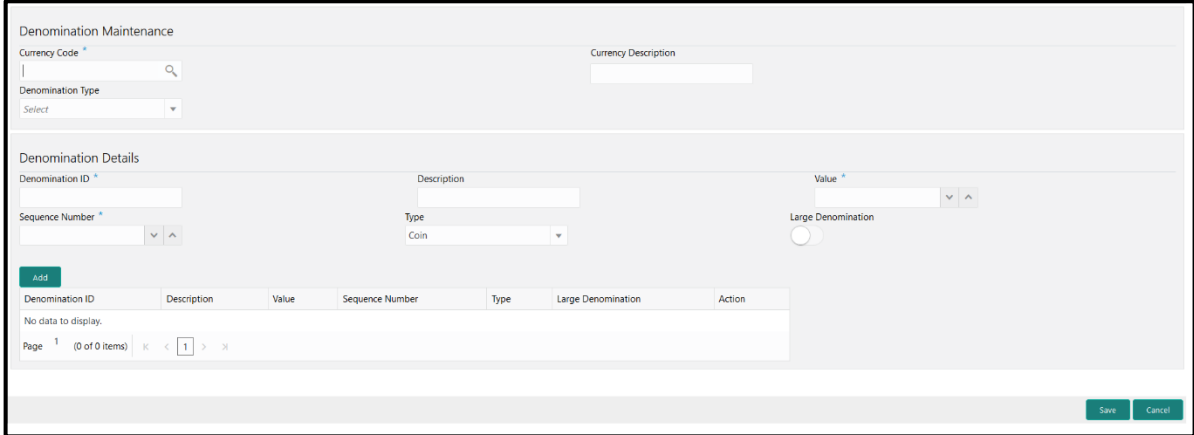 Denomination Maintenance
Currency Code *
Currency Description
Denomination Type
Select
Denomination Details
Denomination ID *
Description
Value *
Sequence Number *
Type
Large Denomination
Coin
Add
Denomination ID Description Value Sequence Number Type Large Denomination Action
No data to display.
Page 1 (0 of 0 items) 1
Save Cancel